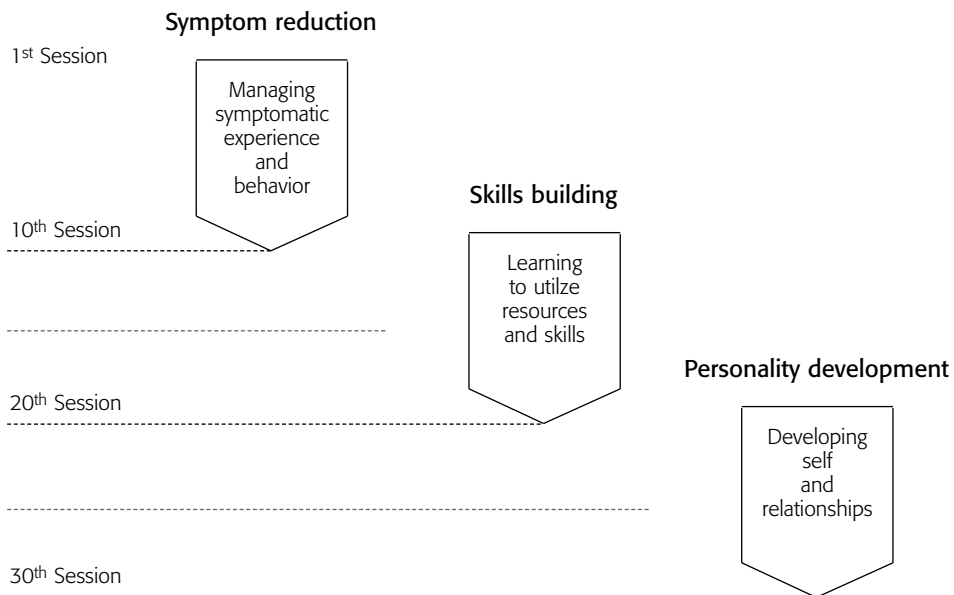 Symptom reduction
1st Session
Managing
symptomatic
experience
and
behavior
Skills building
10th Session
Learning
to utilze
resources
and skills
Personality development
20th Session
Developing
self
and
relationships
30th Session